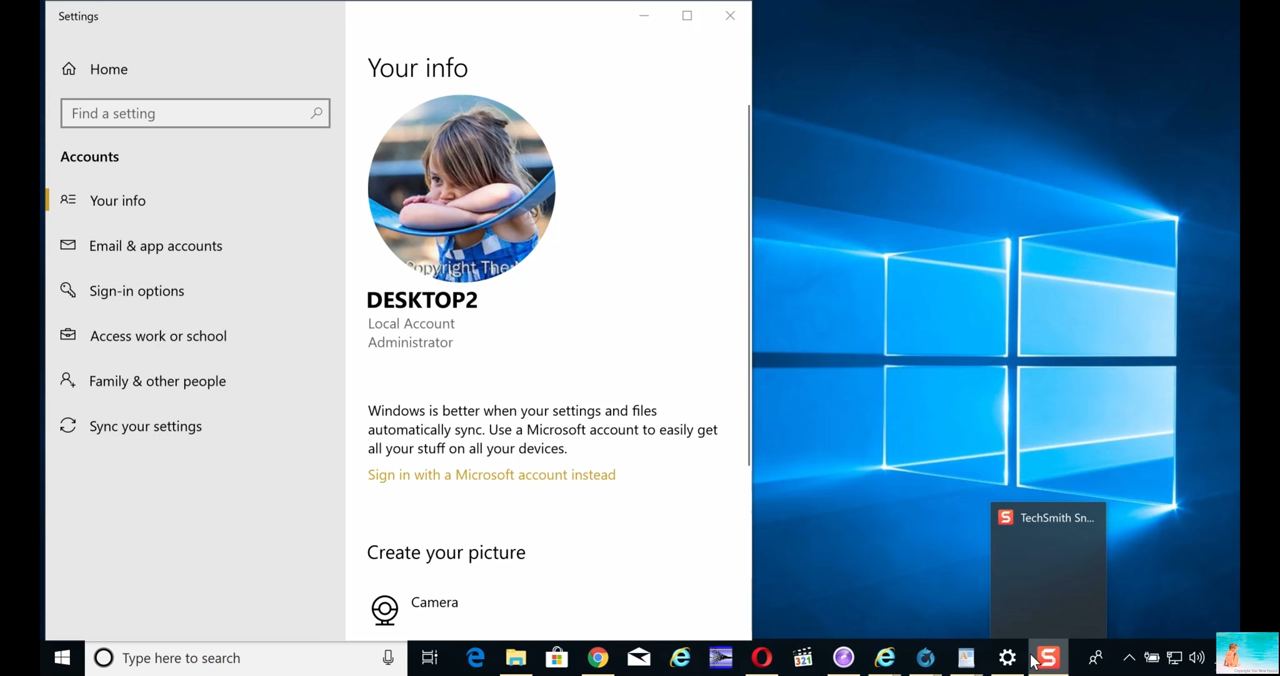 Settings
Home
Find a setting
Accounts
Your info
Email & app accounts
Sign-in options
Access work or school
Family & other people
Sync your settings
Your info
Copyright The
DESKTOP2
Local Account
Administrator
Windows is better when your settings and files
automatically sync. Use a Microsoft account to easily get
all your stuff on all your devices.
Sign in with a Microsoft account instead
Create your picture
Camera
TechSmith Sn...
Type here to search
321